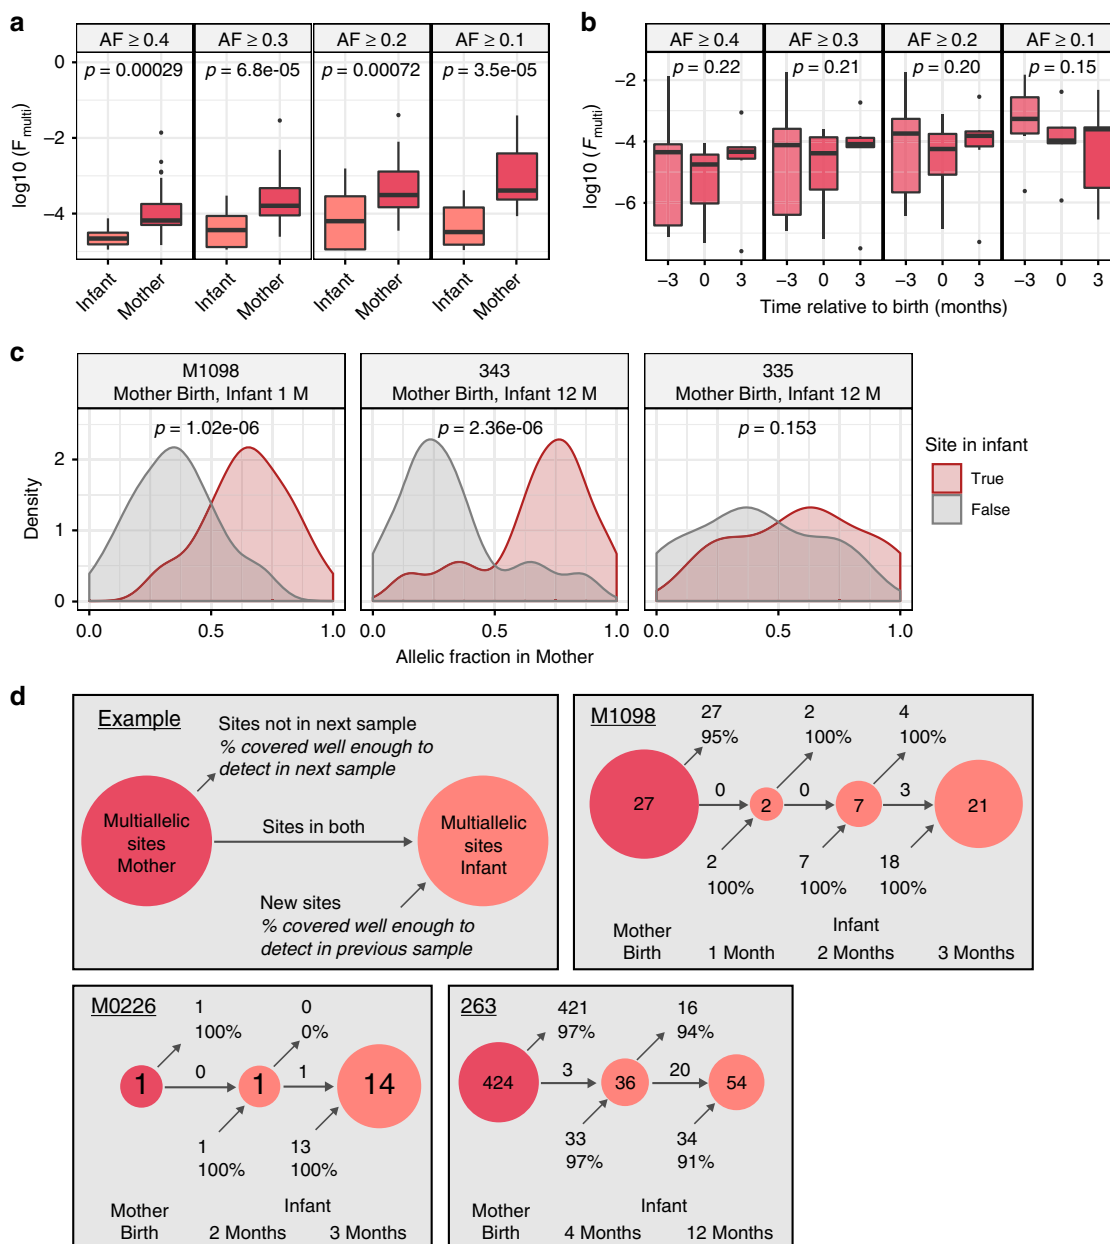 a
AF ≥ 0.4
AF ≥ 0.3
AF ≥ 0.2
AF ≥ 0.1
p = 0.00029
p = 6.8e-05
p = 0.00072
p = 3.5e-05
0
−2
−4
log10 (Fmulti)
Infant
Mother
Infant
Mother
Infant
Mother
Infant
Mother
b
AF ≥ 0.4
AF ≥ 0.3
AF ≥ 0.2
AF ≥ 0.1
p = 0.22
p = 0.21
p = 0.20
p = 0.15
−2
−4
−6
log10 (Fmulti)
−3 0 3
−3 0 3
−3 0 3
−3 0 3
Time relative to birth (months)
c
M1098
Mother Birth, Infant 1 M
p = 1.02e-06
343
Mother Birth, Infant 12 M
p = 2.36e-06
335
Mother Birth, Infant 12 M
p = 0.153
2
1
0
Density
0.0 0.5 1.0
0.0 0.5 1.0
0.0 0.5 1.0
Allelic fraction in Mother
Site in infant
True
False
d
Example
Sites not in next sample
% covered well enough to
detect in next sample
Multiallelic
sites
Mother
Sites in both
Multiallelic
sites
Infant
New sites
% covered well enough to
detect in previous sample
M1098
27
95%
2
100%
4
100%
27
0
2
0
7
3
21
2
100%
7
100%
18
100%
Infant
Mother
Birth
1 Month
2 Months
3 Months
M0226
1
100%
0
0%
1
0
1
1
14
1
100%
13
100%
Infant
Mother
Birth
2 Months
3 Months
263
421
97%
16
94%
424
3
36
20
54
33
97%
34
91%
Infant
Mother
Birth
4 Months
12 Months